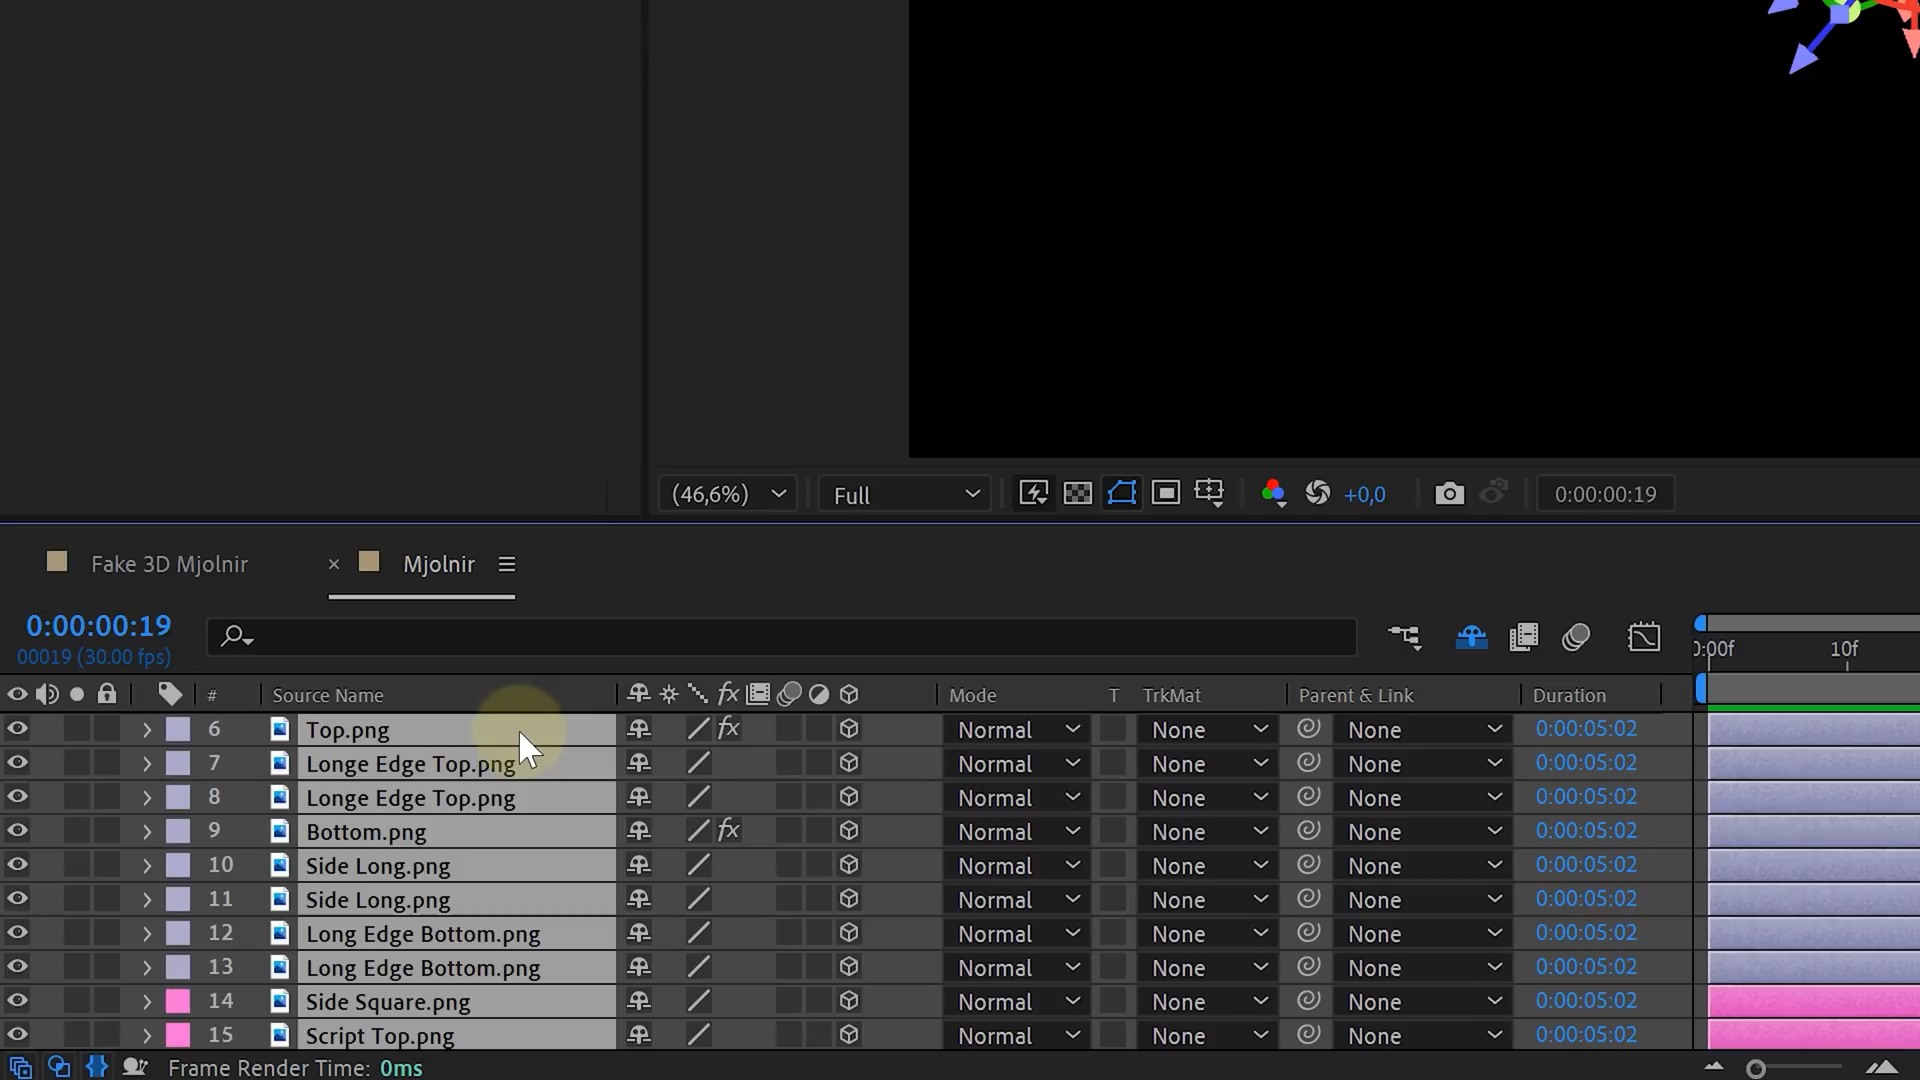 (46,6%) Full +0,0 0:00:00:19
Fake 3D Mjolnir × Mjolnir
0:00:00:19
00019 (30.00 fps)
0:00f 10f
# Source Name fx Mode T TrkMat Parent & Link Duration
6 Top.png fx Normal None None 0:00:05:02
7 Longe Edge Top.png Normal None None 0:00:05:02
8 Longe Edge Top.png Normal None None 0:00:05:02
9 Bottom.png fx Normal None None 0:00:05:02
10 Side Long.png Normal None None 0:00:05:02
11 Side Long.png Normal None None 0:00:05:02
12 Long Edge Bottom.png Normal None None 0:00:05:02
13 Long Edge Bottom.png Normal None None 0:00:05:02
14 Side Square.png Normal None None 0:00:05:02
15 Script Top.png Normal None None 0:00:05:02
Frame Render Time: 0ms